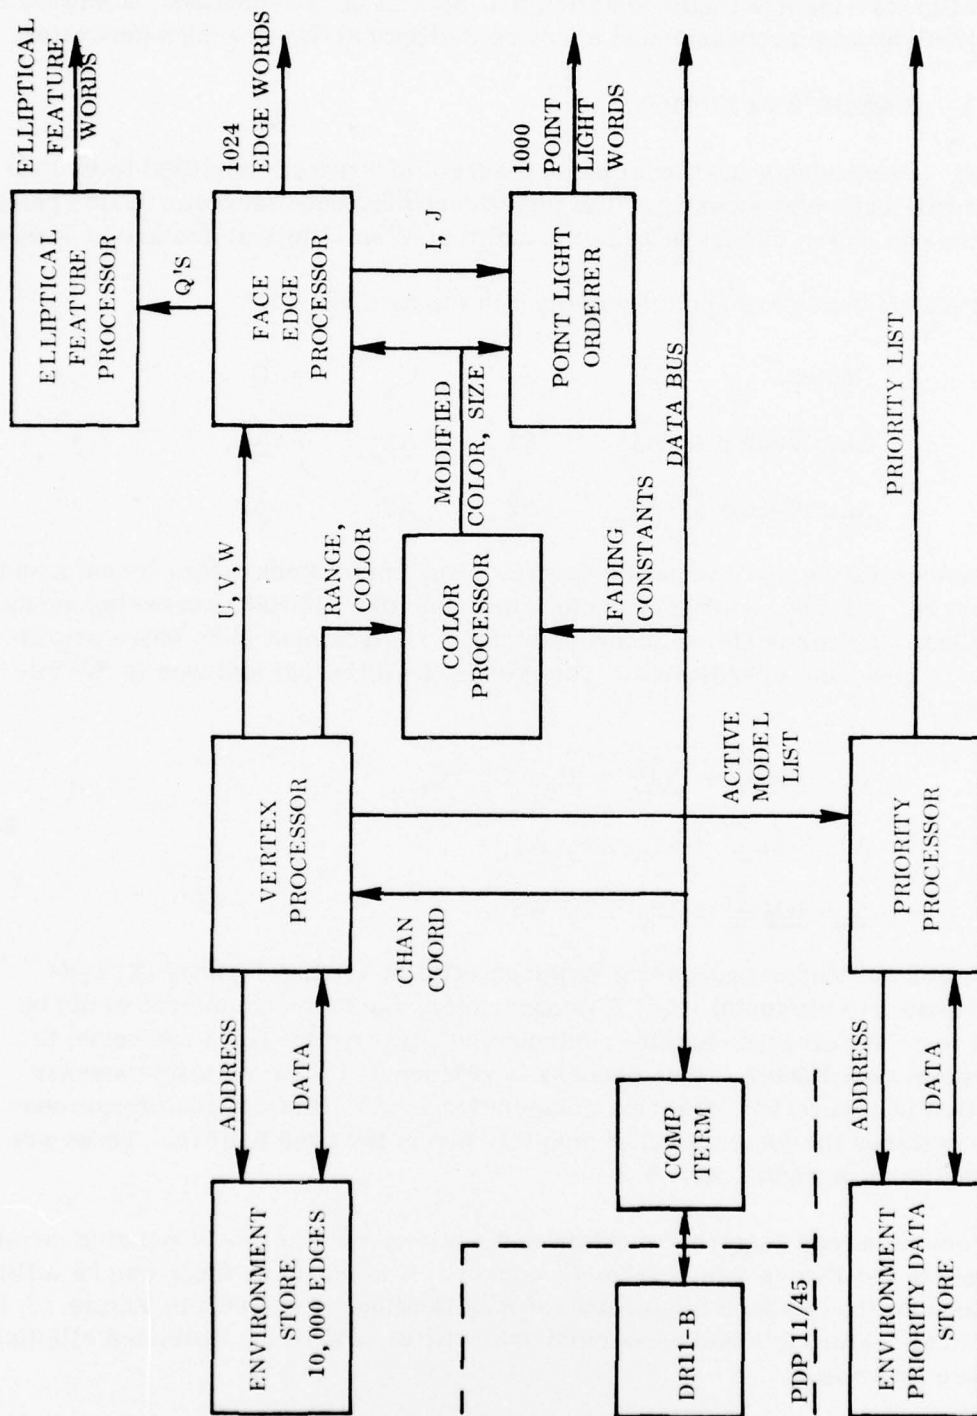 ENVIRONMENT
STORE
10,000 EDGES
ADDRESS
DATA
VERTEX
PROCESSOR
CHAN
COORD
U, V, W
RANGE,
COLOR
ELLIPTICAL
FEATURE
PROCESSOR
ELLIPTICAL
FEATURE
WORDS
Q'S
FACE
EDGE
PROCESSOR
1024
EDGE WORDS
I, J
COLOR
PROCESSOR
MODIFIED
COLOR, SIZE
POINT LIGHT
ORDERER
1000
POINT
LIGHT
WORDS
FADING
CONSTANTS
DR11-B
COMP
TERM
DATA BUS
PDP 11/45
ACTIVE
MODEL
LIST
ENVIRONMENT
PRIORITY DATA
STORE
ADDRESS
DATA
PRIORITY
PROCESSOR
PRIORITY LIST